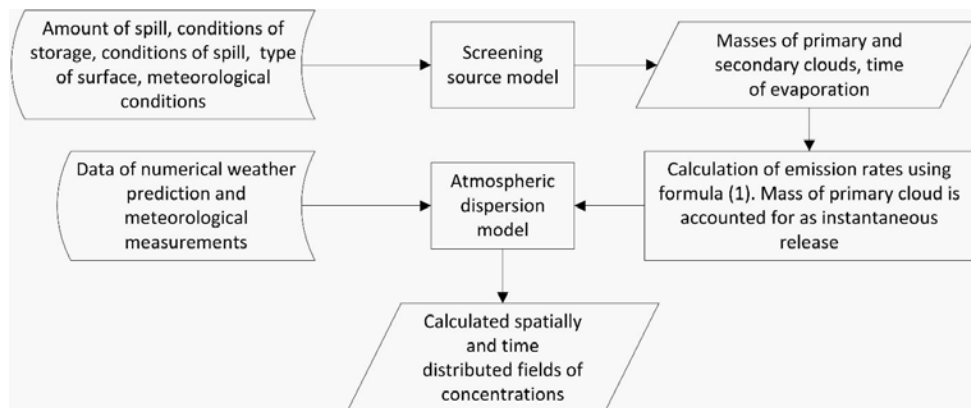 Amount of spill, conditions of
storage, conditions of spill, type
of surface, meteorological
conditions
Screening
source model
Masses of primary and
secondary clouds, time
of evaporation
Data of numerical weather
prediction and
meteorological
measurements
Atmospheric
dispersion
model
Calculation of emission rates using
formula (1). Mass of primary cloud is
accounted for as instantaneous
release
Calculated spatially
and time
distributed fields of
concentrations